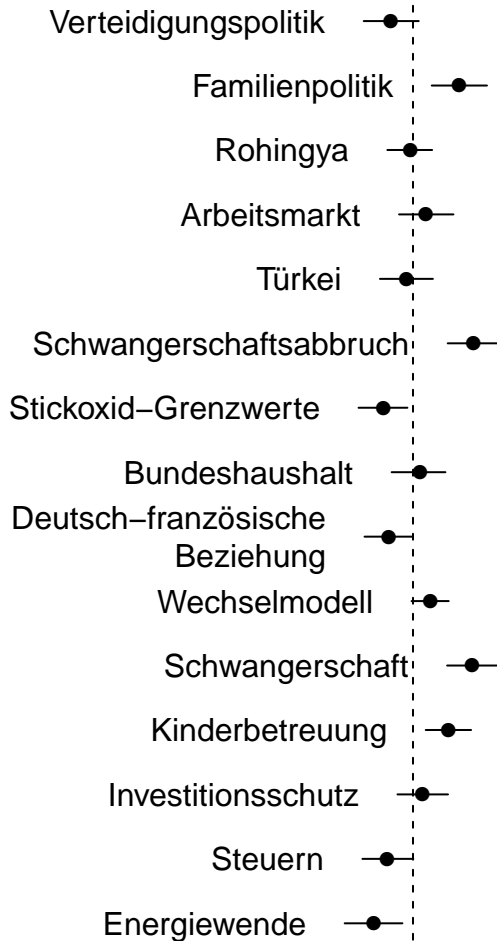 Verteidigungspolitik
Familienpolitik
Rohingya
Arbeitsmarkt
Türkei
Schwangerschaftsabbruch
Stickoxid−Grenzwerte
Bundeshaushalt
Deutsch−französische
Beziehung
Wechselmodell
Schwangerschaft
Kinderbetreuung
Investitionsschutz
Steuern
Energiewende